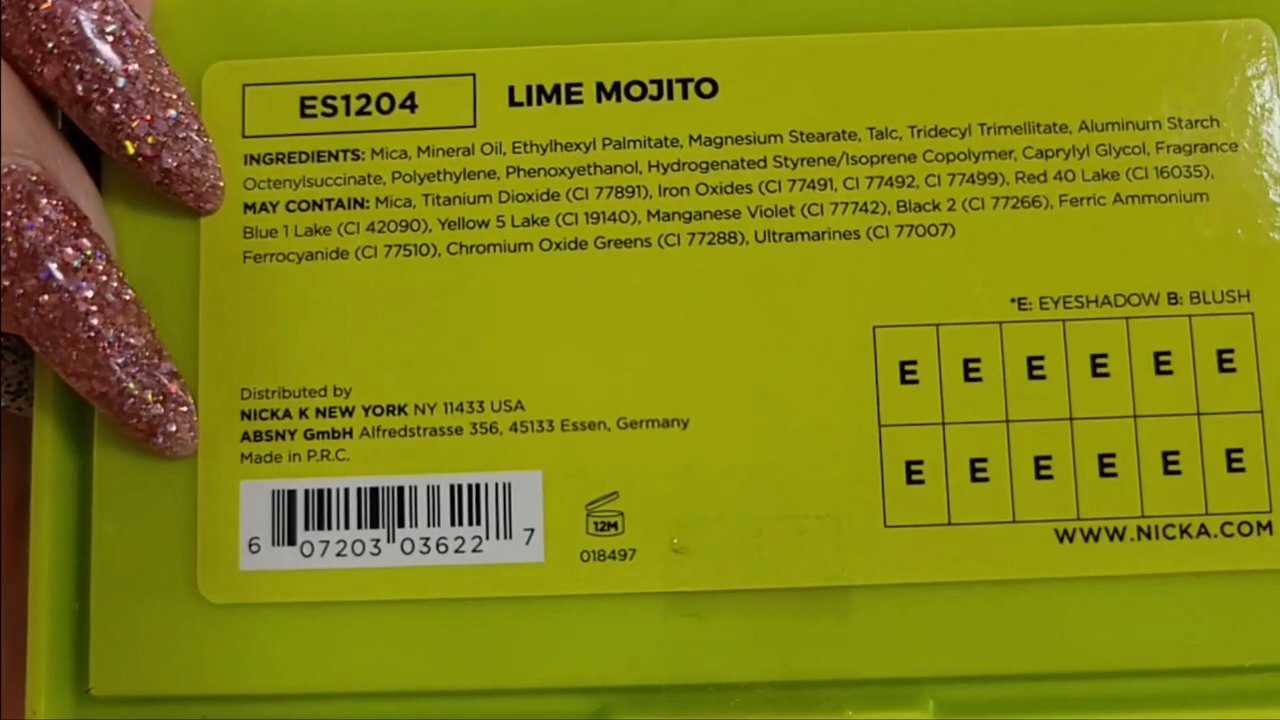 ES1204
LIME MOJITO
INGREDIENTS: Mica, Mineral Oil, Ethylhexyl Palmitate, Magnesium Stearate, Talc, Tridecyl Trimellitate, Aluminum Starch
Octenylsuccinate, Polyethylene, Phenoxyethanol, Hydrogenated Styrene/Isoprene Copolymer, Caprylyl Glycol, Fragrance
MAY CONTAIN: Mica, Titanium Dioxide (CI 77891), Iron Oxides (CI 77491, CI 77492, CI 77499), Red 40 Lake (CI 16035),
Blue 1 Lake (CI 42090), Yellow 5 Lake (CI 19140), Manganese Violet (CI 77742), Black 2 (CI 77266), Ferric Ammonium
Ferrocyanide (CI 77510), Chromium Oxide Greens (CI 77288), Ultramarines (CI 77007)
*E: EYESHADOW B: BLUSH
E E E E E E
E E E E E E
WWW.NICKA.COM
Distributed by
NICKA K NEW YORK NY 11433 USA
ABSNY GmbH Alfredstrasse 356, 45133 Essen, Germany
Made in P.R.C.
6 07203 03622 7
12M
018497